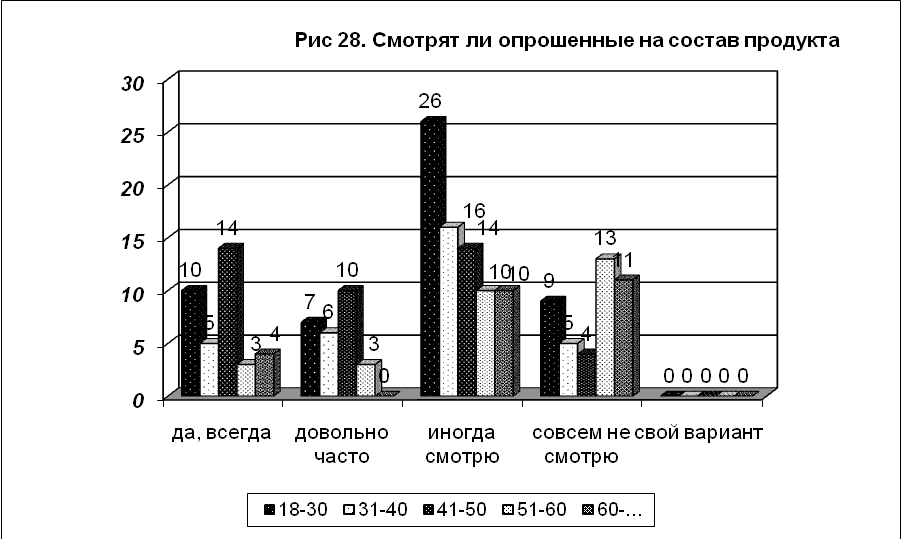 Рис 28. Смотрят ли опрошенные на состав продукта
30
25
20
15
10
5
0
10 5 14 3 4
7 6 10 3 0
26 16 14 10 10
9 5 4 13 11
0 0 0 0 0
да, всегда
довольно
часто
иногда
смотрю
совсем не
смотрю
свой вариант
18-30 31-40 41-50 51-60 60-...